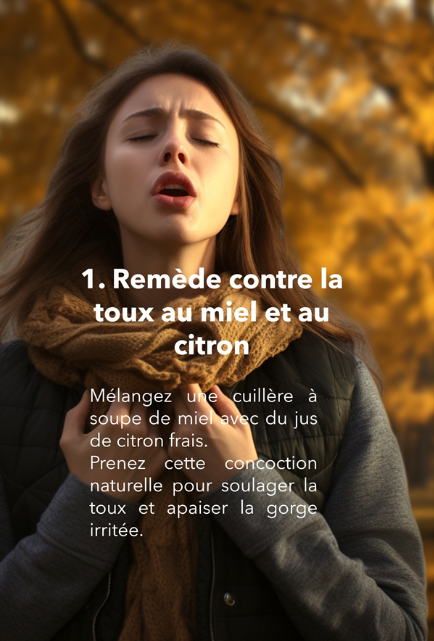 1. Remède contre la
toux au miel et au
citron
Mélangez une cuillère à
soupe de miel avec du jus
de citron frais.
Prenez cette concoction
naturelle pour soulager la
toux et apaiser la gorge
irritée.